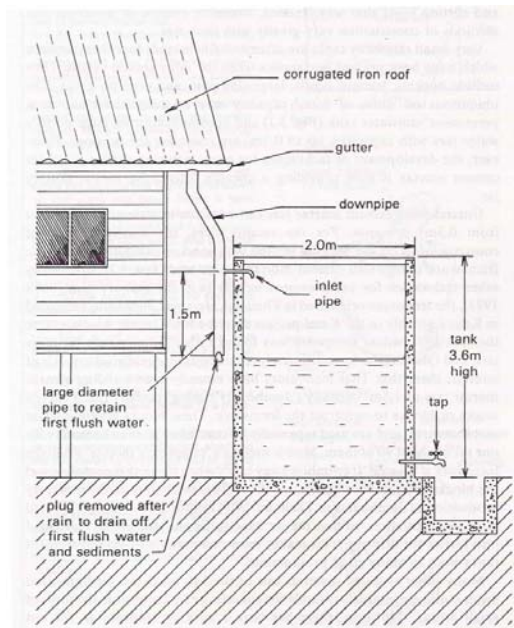 corrugated iron roof
gutter
downpipe
2.0m
inlet
pipe
1.5m
tank
3.6m
high
large diameter
pipe to retain
first flush water.
tap
plug removed after
rain to drain off
first flush water
and sediments